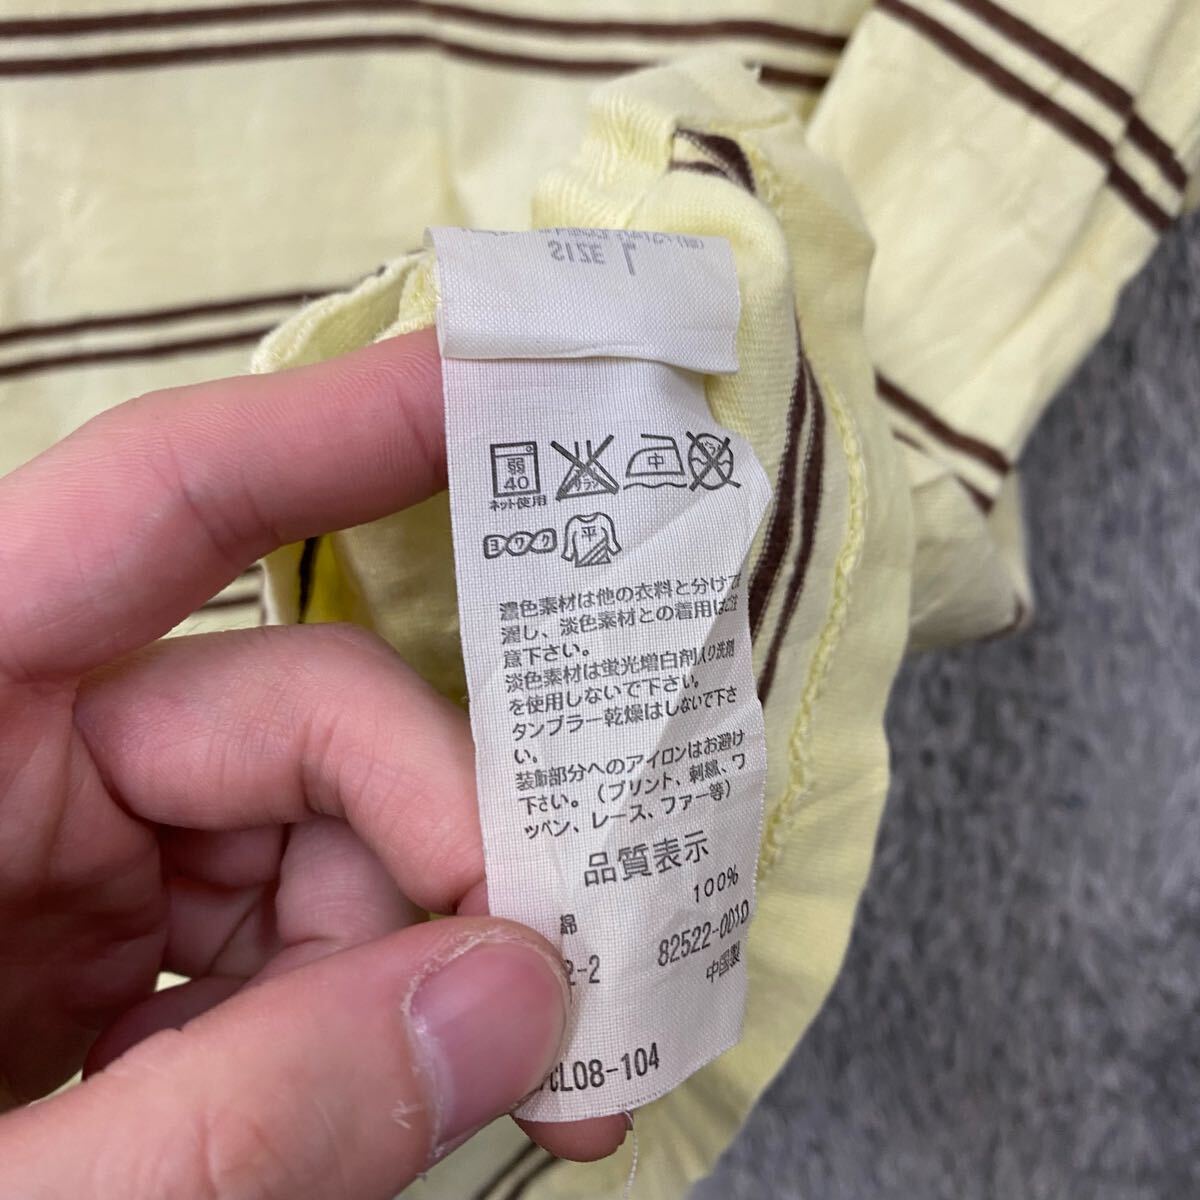 SIZE L
弱
40
ネット使用
中
ヨワク
平
濃色素材は他の衣料と分けて
濯し、淡色素材との着用はご注
意下さい。
淡色素材は蛍光増白剤入り洗剤
を使用しないで下さい。
タンブラー乾燥はしないで下さ
い。
装飾部分へのアイロンはお避け
下さい。(プリント、刺繍、ワ
ッペン、レース、ファー等)
品質表示
綿 100%
2-2 82522-0010
中国製
CL08-104